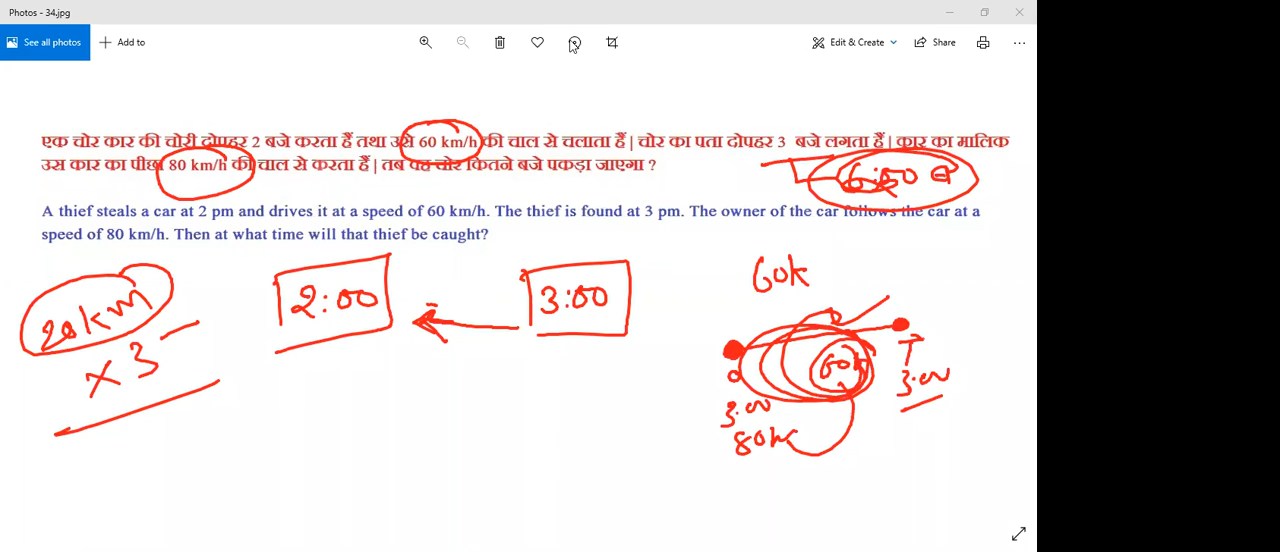 Photos - 34.jpg
See all photos
Add to
Edit & Create
Share
एक चोर कार की चोरी दोपहर 2 बजे करता हैं तथा उसे 60 km/h की चाल से चलाता हैं | चोर का पता दोपहर 3 बजे लगता हैं | कार का मालिक
उस कार का पीछा 80 km/h की चाल से करता हैं | तब वह चोर कितने बजे पकड़ा जाएगा ?
A thief steals a car at 2 pm and drives it at a speed of 60 km/h. The thief is found at 3 pm. The owner of the car follows the car at a
speed of 80 km/h. Then at what time will that thief be caught?
20km
× 3
2:00
3:00
60k
60k
T
3:00
3:00
80k